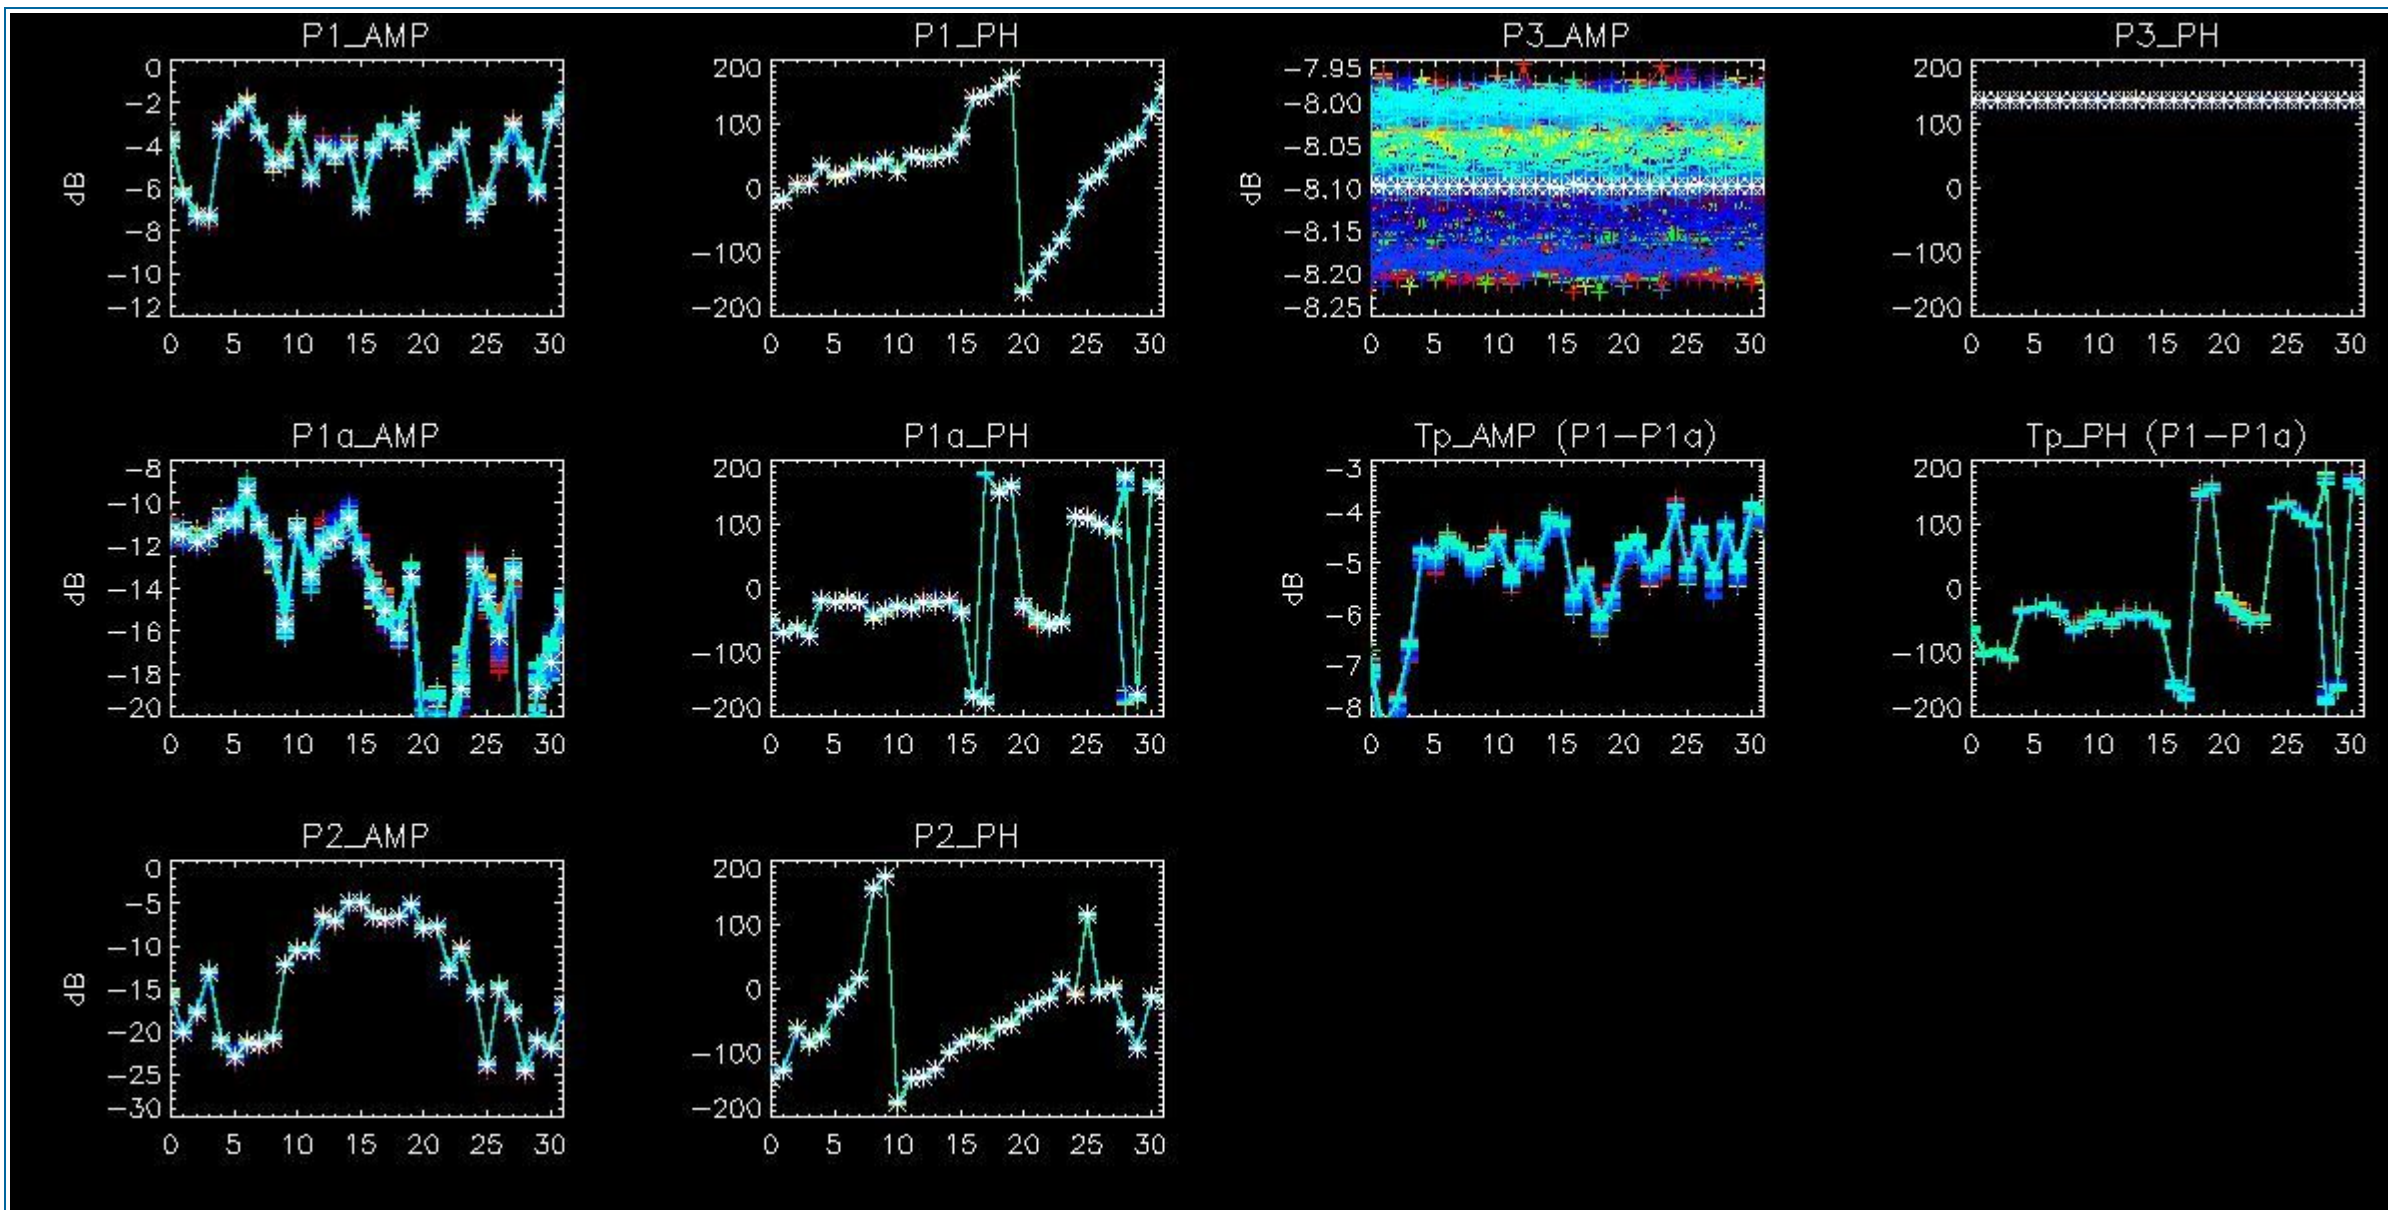 P1_AMP P1_PH P3_AMP P3_PH
0 200 −7.95 200
−2 100 −8.00 100
−4 0 −8.05 0
−6 −100 −8.10 −100
−8 −200 −8.15 −200
−10 −8.20
−12 −8.25
dB dB
0 5 10 15 20 25 30 0 5 10 15 20 25 30 0 5 10 15 20 25 30 0 5 10 15 20 25 30
P1a_AMP P1a_PH Tp_AMP (P1−P1a) Tp_PH (P1−P1a)
−8 200 −3 200
−10 100 −4 100
−12 0 −5 0
−14 −100 −6 −100
−16 −200 −7 −200
−18 −8
−20
dB dB
0 5 10 15 20 25 30 0 5 10 15 20 25 30 0 5 10 15 20 25 30 0 5 10 15 20 25 30
P2_AMP P2_PH
0 200
−5 100
−10 0
−15 −100
−20 −200
−25
−30
dB
0 5 10 15 20 25 30 0 5 10 15 20 25 30